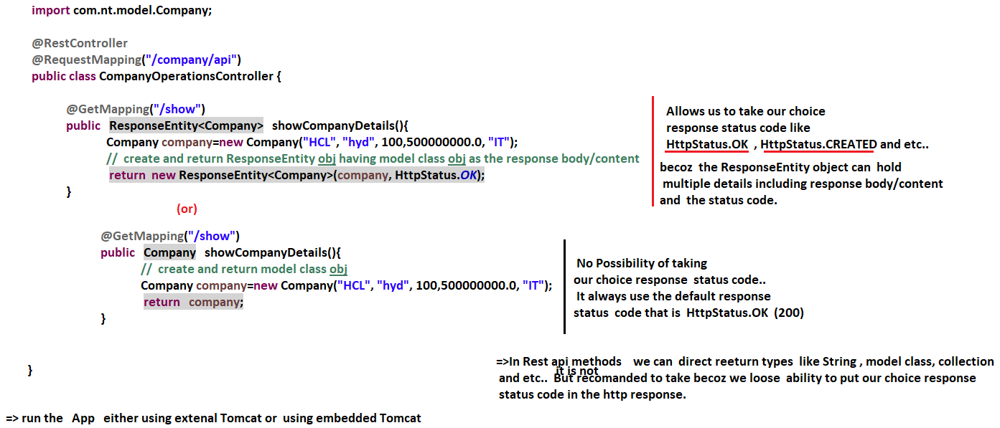 import com.nt.model.Company;
@RestController
@RequestMapping("/company/api")
public class CompanyOperationsController {
@GetMapping("/show")
public ResponseEntity<Company> showCompanyDetails(){
Company company=new Company("HCL", "hyd", 100,500000000.0, "IT");
// create and return ResponseEntity obj having model class obj as the response body/content
return new ResponseEntity<Company>(company, HttpStatus.OK);
}
Allows us to take our choice
response status code like
HttpStatus.OK , HttpStatus.CREATED and etc..
becoz the ResponseEntity object can hold
multiple details including response body/content
and the status code.
(or)
@GetMapping("/show")
public Company showCompanyDetails(){
// create and return model class obj
Company company=new Company("HCL", "hyd", 100,500000000.0, "IT");
return company;
}
No Possibility of taking
our choice response status code..
It always use the default response
status code that is HttpStatus.OK (200)
}
=>In Rest api methods we can direct reeturn types like String , model class, collection
it is not
and etc.. But recomanded to take becoz we loose ability to put our choice response
status code in the http response.
=> run the App either using extenal Tomcat or using embedded Tomcat